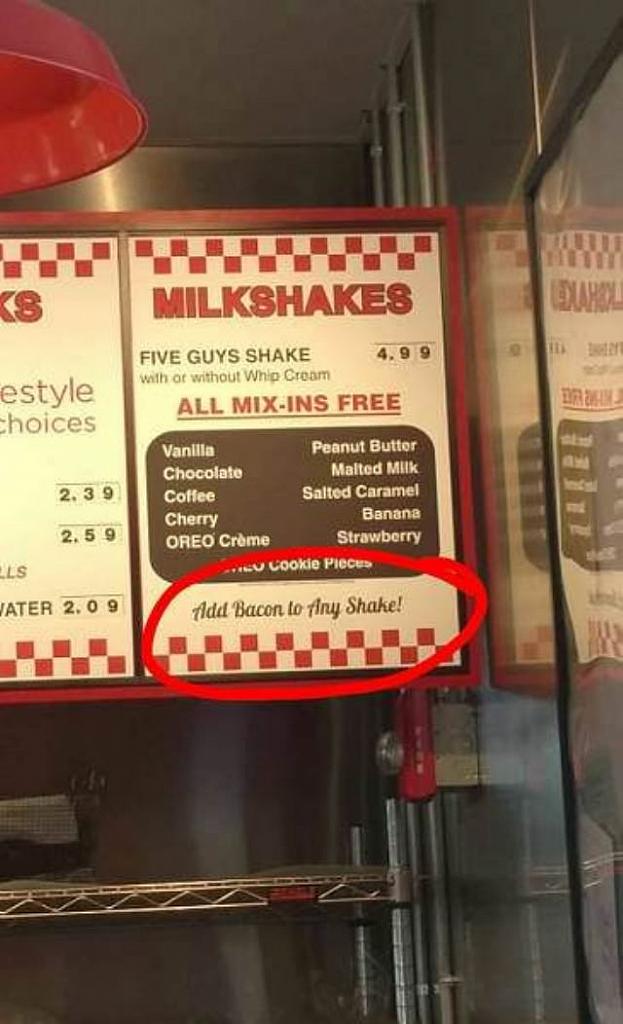 KS
estyle
choices
2.39
2.59
LLS
WATER 2.09
MILKSHAKES
FIVE GUYS SHAKE 4.99
with or without Whip Cream
ALL MIX-INS FREE
Vanilla Peanut Butter
Chocolate Malted Milk
Coffee Salted Caramel
Cherry Banana
OREO Crème Strawberry
OREO Cookie Pieces
Add Bacon to Any Shake!